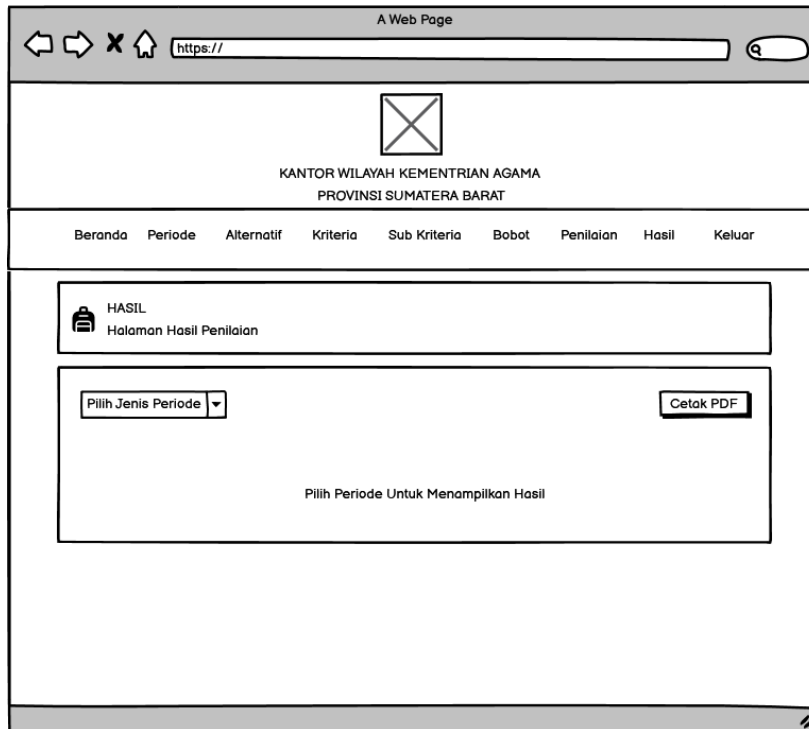 A Web Page
https://
KANTOR WILAYAH KEMENTRIAN AGAMA
PROVINSI SUMATERA BARAT
Beranda Periode Alternatif Kriteria Sub Kriteria Bobot Penilaian Hasil Keluar
HASIL
Halaman Hasil Penilaian
Pilih Jenis Periode Cetak PDF
Pilih Periode Untuk Menampilkan Hasil